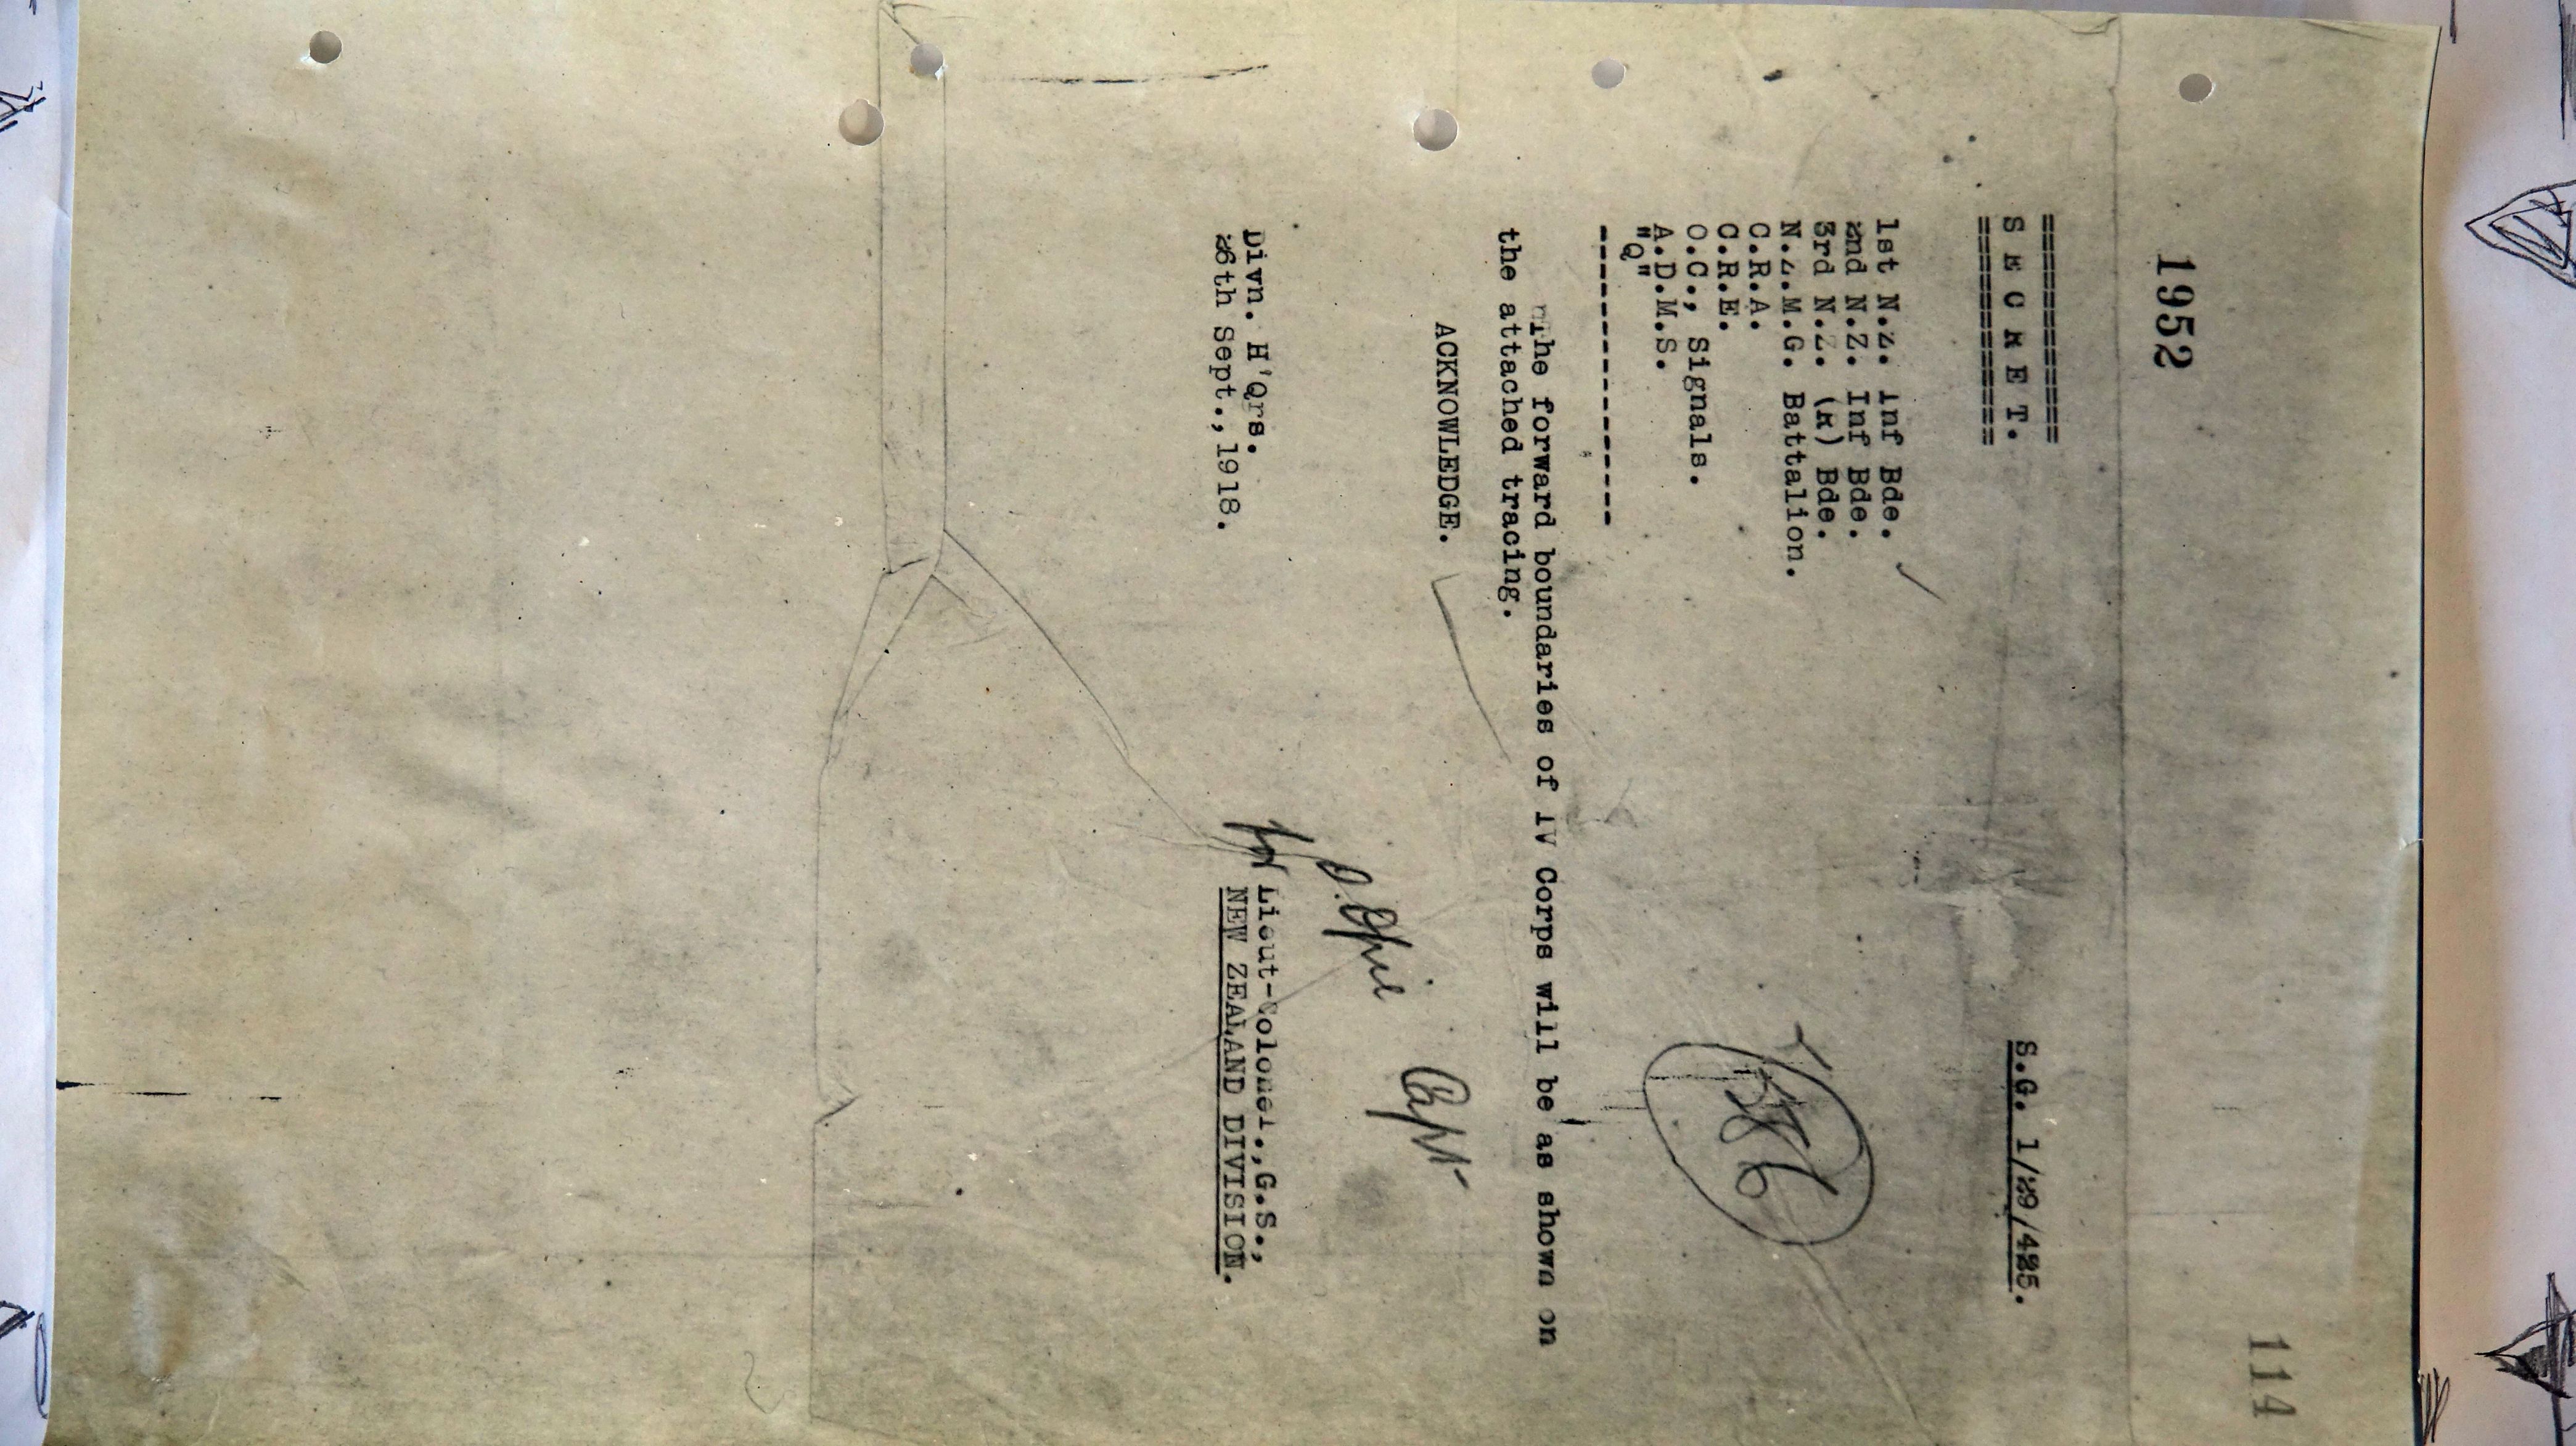 114
1952
S E C R E T.
S.G. 1/29/425.
1st N.Z. Inf Bde.
2nd N.Z. Inf Bde.
3rd N.Z. (R) Bde.
N.Z.M.G. Battalion.
C.R.A.
C.R.E.
O.C., Signals.
A.D.M.S.
"Q"
The forward boundaries of IV Corps will be as shown on
the attached tracing.
ACKNOWLEDGE.
Capt
for
Divn. H'Qrs. Lieut-Colonel.,G.S.,
26th Sept.,1918. NEW ZEALAND DIVISION.